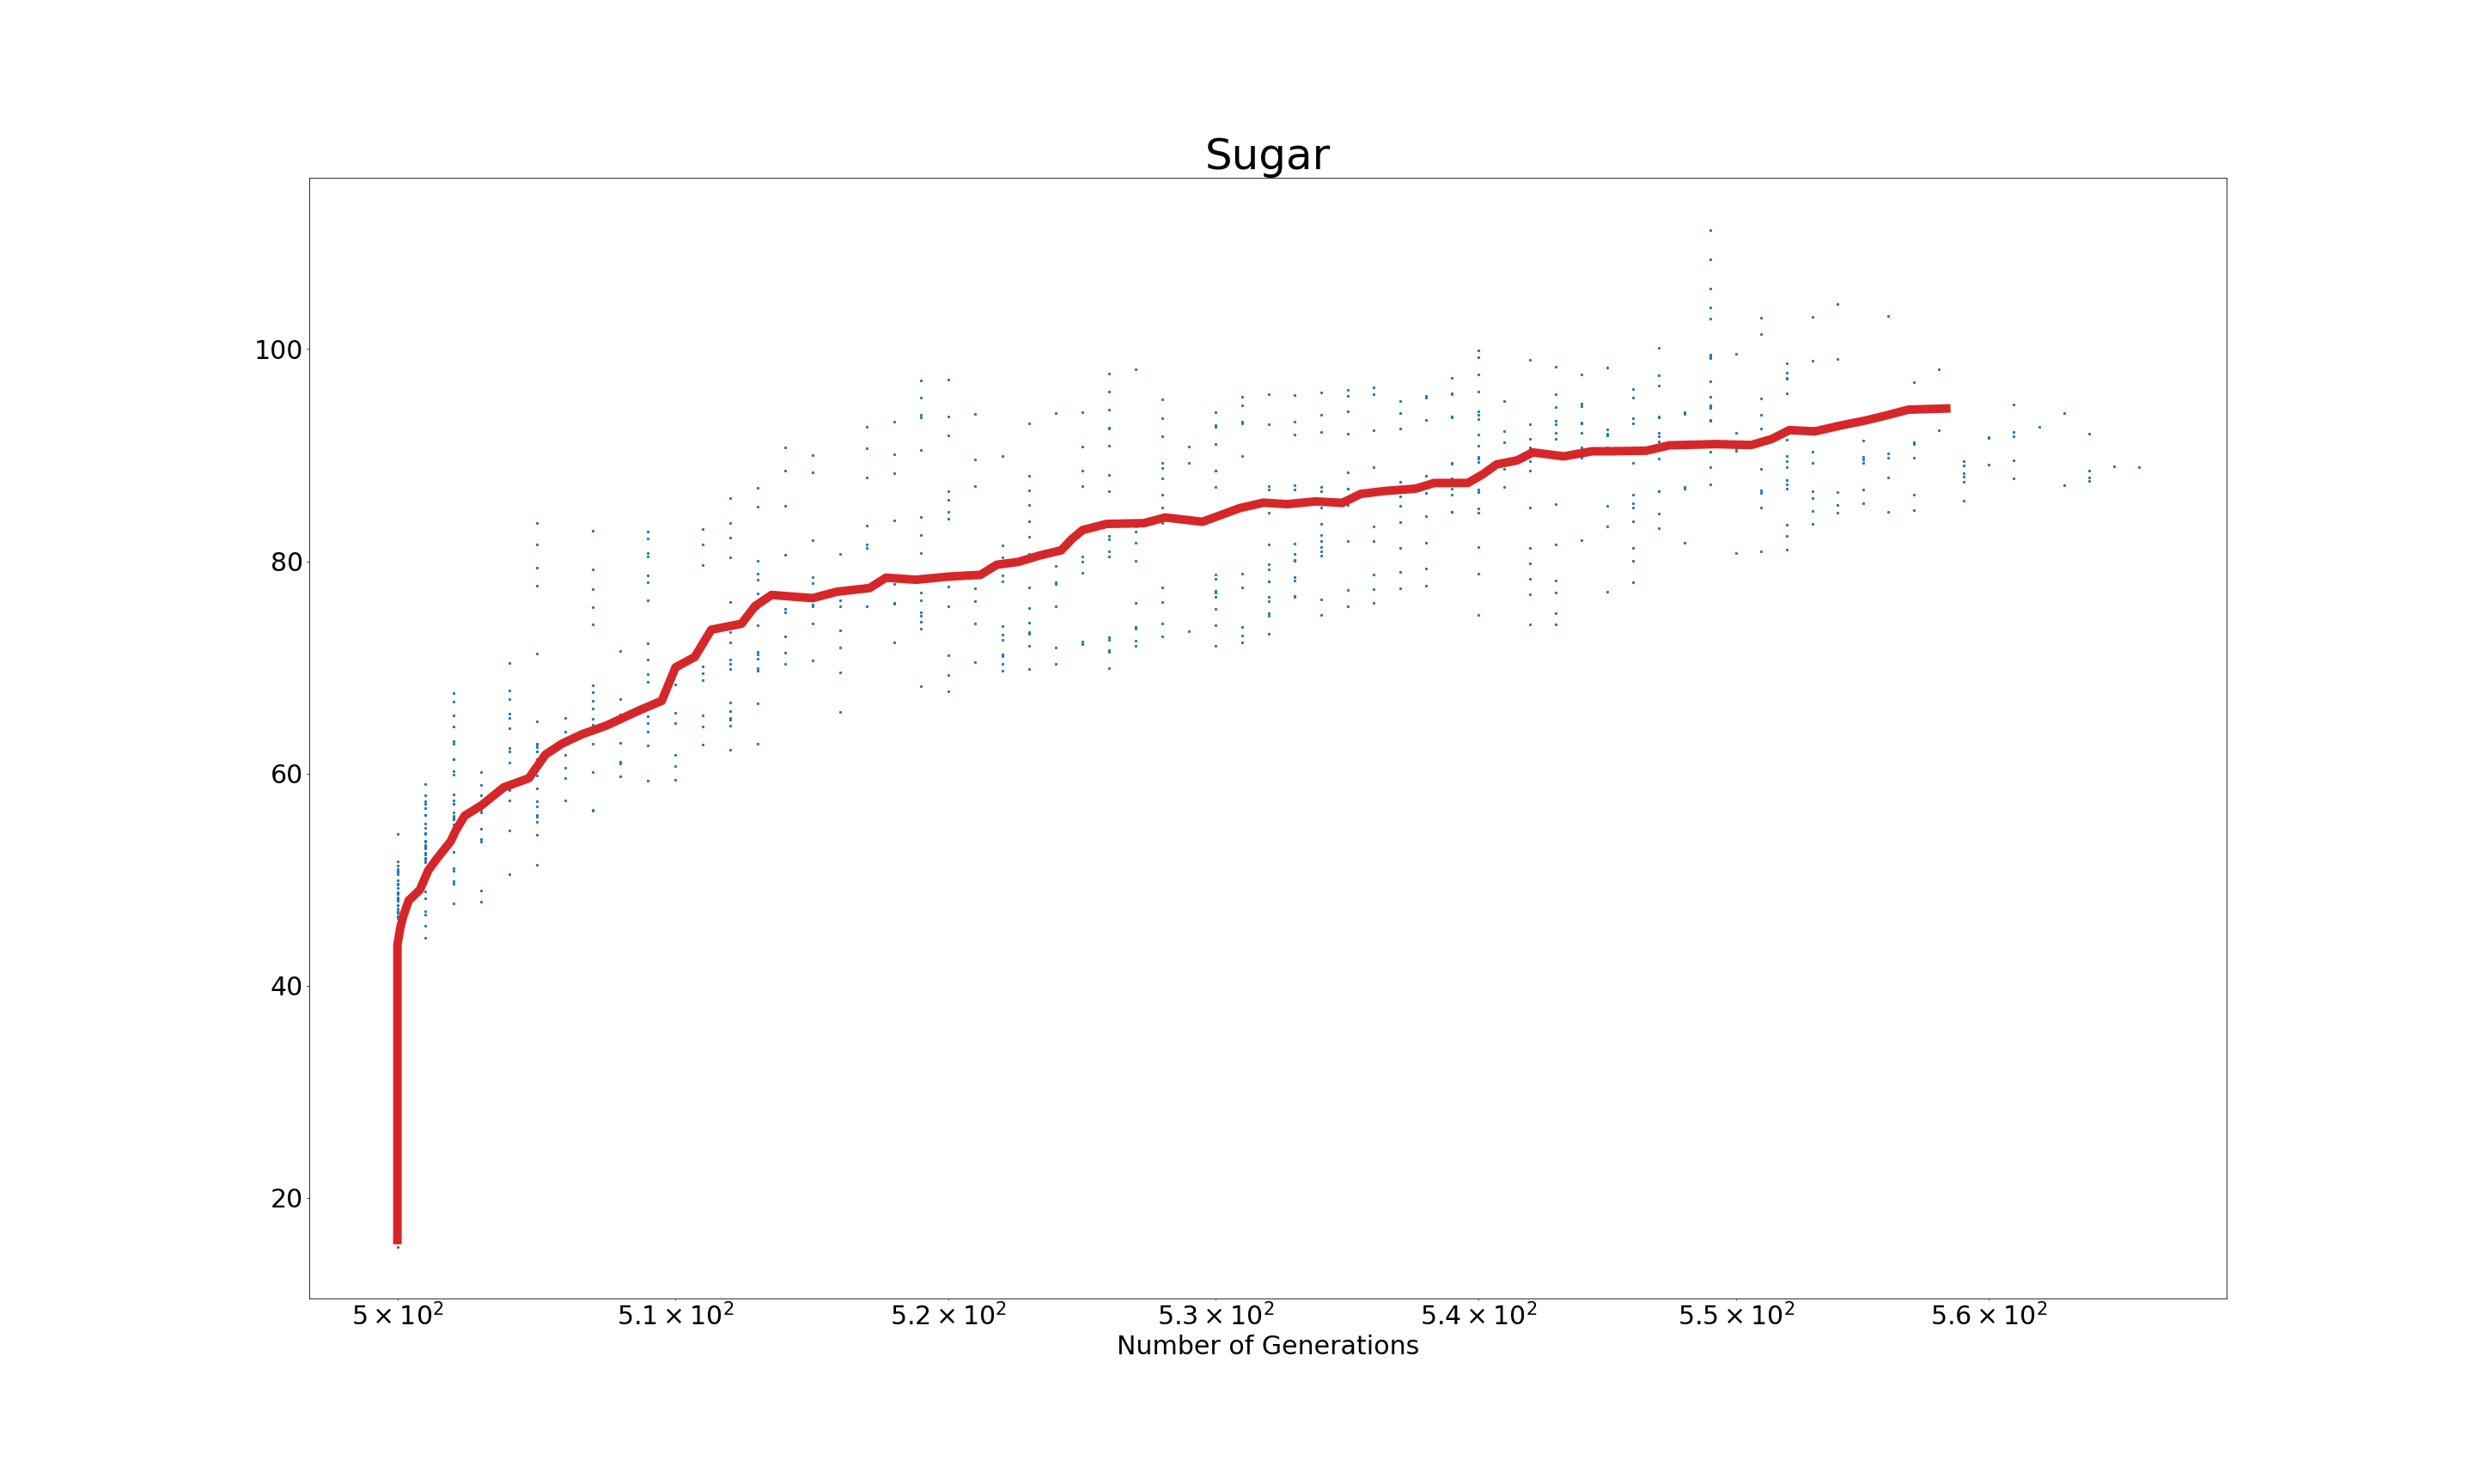 Sugar
100
80
60
40
20
5 × 10² 5.1 × 10² 5.2 × 10² 5.3 × 10² 5.4 × 10² 5.5 × 10² 5.6 × 10²
Number of Generations